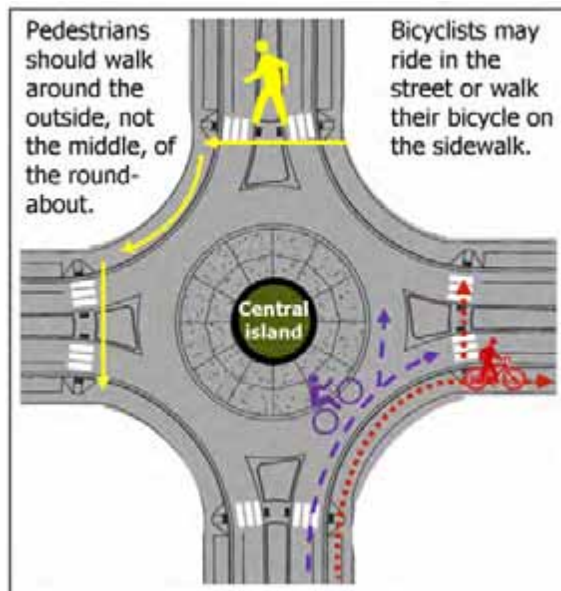 Pedestrians
should walk
around the
outside, not
the middle, of
the round-
about.
Bicyclists may
ride in the
street or walk
their bicycle on
the sidewalk.
Central
island